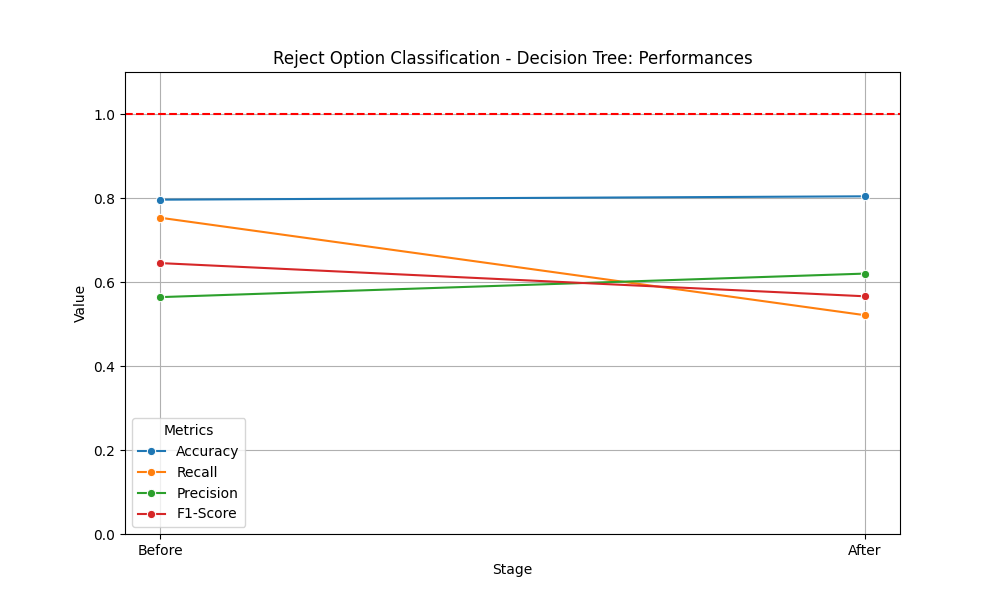 Reject Option Classification - Decision Tree: Performances
1.0
0.8
0.6
0.4
0.2
0.0
Value
Metrics
Accuracy
Recall
Precision
F1-Score
Before
After
Stage